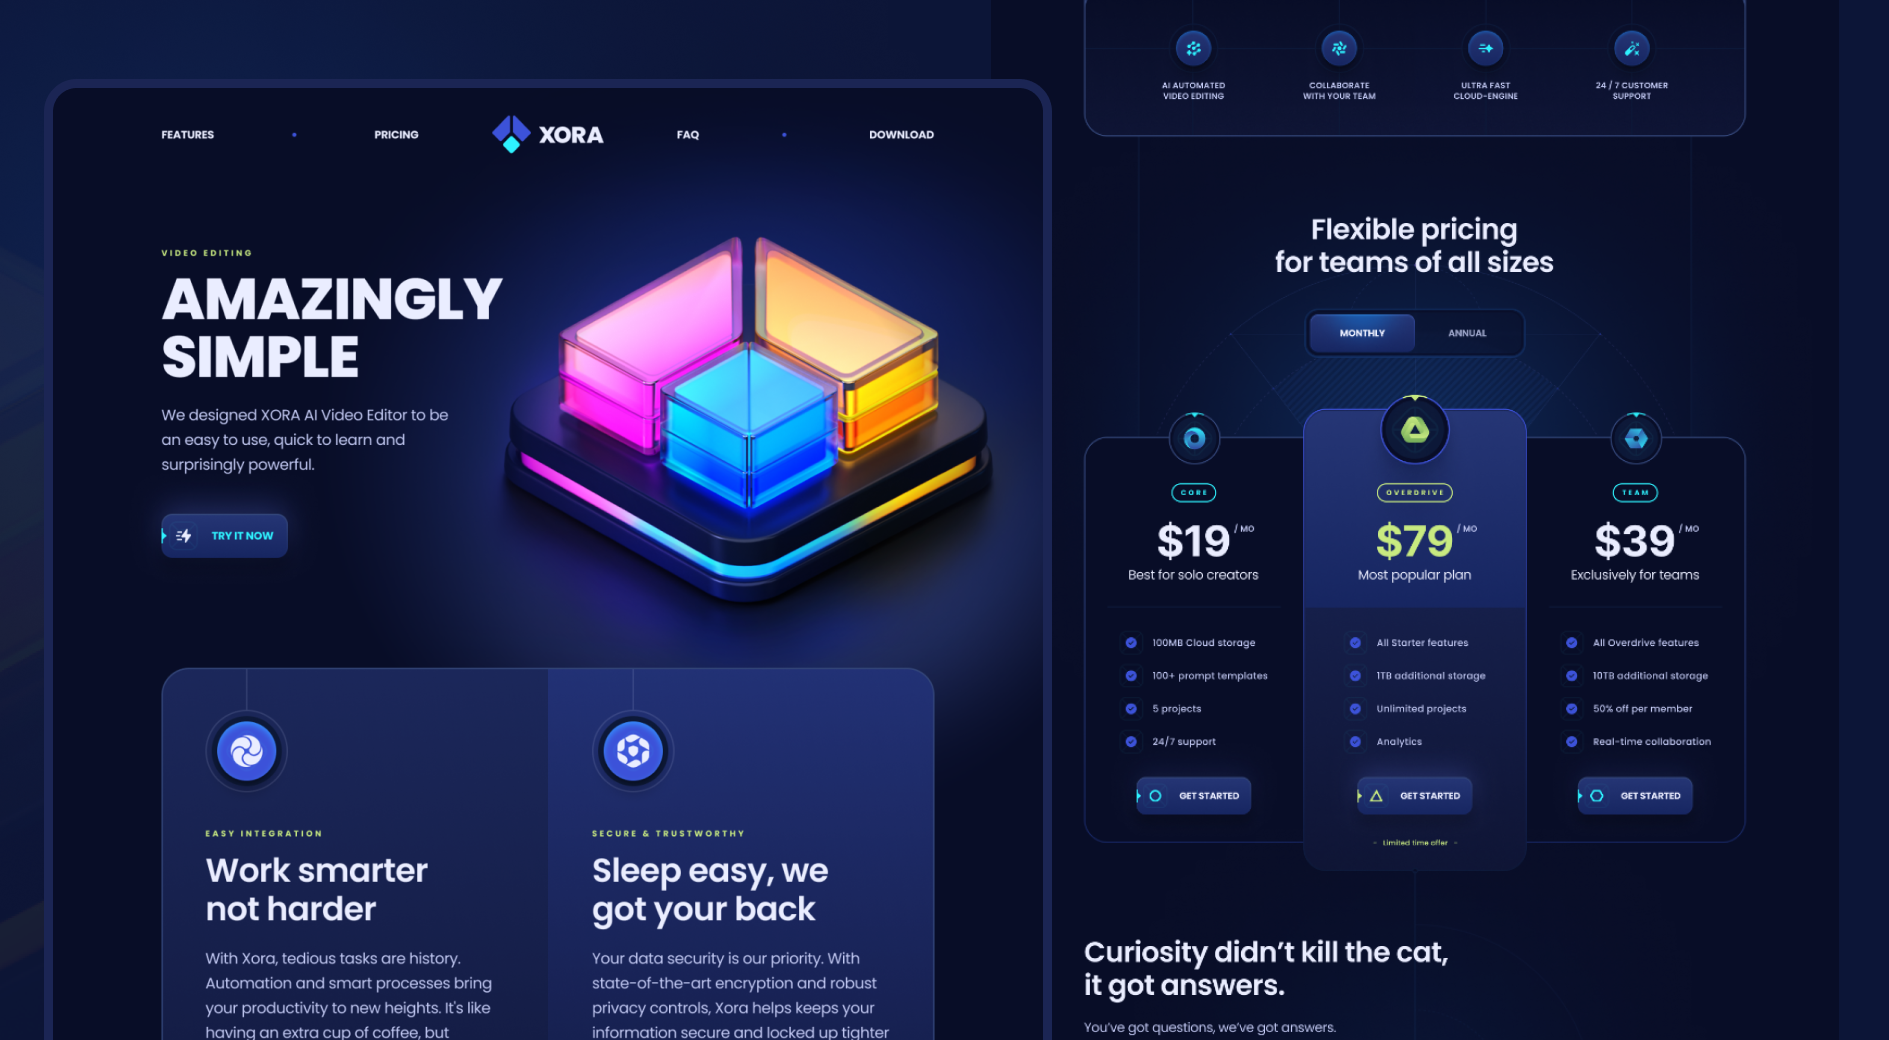 FEATURES
PRICING
XORA
FAQ
DOWNLOAD
VIDEO EDITING
AMAZINGLY
SIMPLE
We designed XORA AI Video Editor to be
an easy to use, quick to learn and
surprisingly powerful.
TRY IT NOW
EASY INTEGRATION
Work smarter
not harder
With Xora, tedious tasks are history.
Automation and smart processes bring
your productivity to new heights. It's like
having an extra cup of coffee, but
SECURE & TRUSTWORTHY
Sleep easy, we
got your back
Your data security is our priority. With
state-of-the-art encryption and robust
privacy controls, Xora helps keeps your
information secure and locked up tighter
AI AUTOMATED
VIDEO EDITING
COLLABORATE
WITH YOUR TEAM
ULTRA FAST
CLOUD-ENGINE
24 / 7 CUSTOMER
SUPPORT
Flexible pricing
for teams of all sizes
MONTHLY
ANNUAL
CORE
$19 / MO
Best for solo creators
100MB Cloud storage
100+ prompt templates
5 projects
24/7 support
GET STARTED
OVERDRIVE
$79 / MO
Most popular plan
All Starter features
1TB additional storage
Unlimited projects
Analytics
GET STARTED
- Limited time offer -
TEAM
$39 / MO
Exclusively for teams
All Overdrive features
10TB additional storage
50% off per member
Real-time collaboration
GET STARTED
Curiosity didn't kill the cat,
it got answers.
You've got questions, we've got answers.